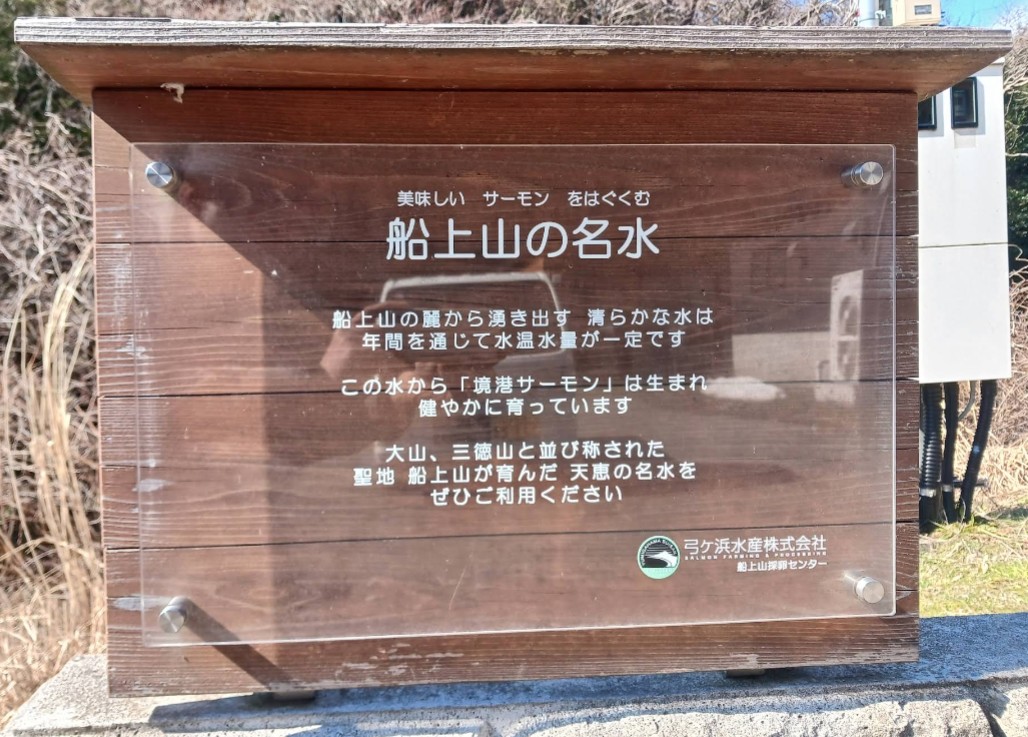 美味しい　サーモン　をはぐくむ
船上山の名水
船上山の麓から湧き出す 清らかな水は
年間を通じて水温水量が一定です
この水から「境港サーモン」は生まれ
健やかに育っています
大山、三徳山と並び称された
聖地 船上山が育んだ 天恵の名水を
ぜひご利用ください
弓ヶ浜水産株式会社
SALMON FARMING & PROCESSING
船上山採卵センター